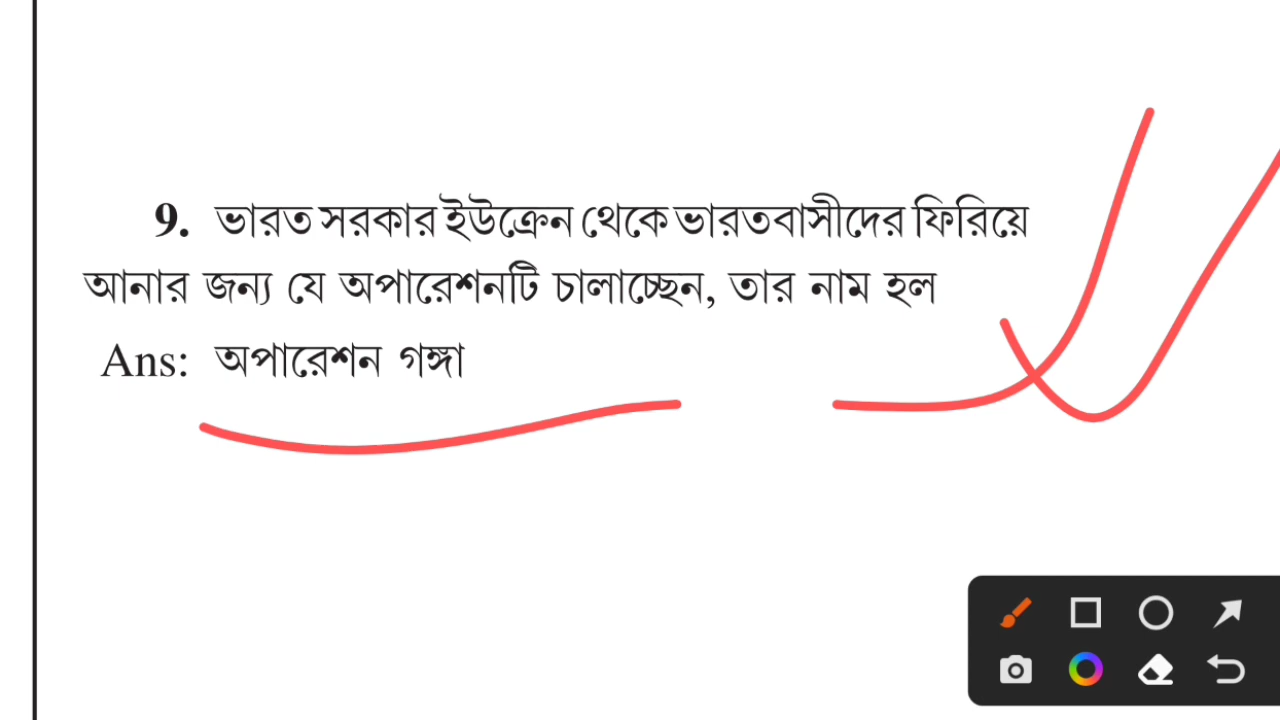 9. ভারত সরকার ইউক্রেন থেকে ভারতবাসীদের ফিরিয়ে
আনার জন্য যে অপারেশনটি চালাচ্ছেন, তার নাম হল
Ans: অপারেশন গঙ্গা